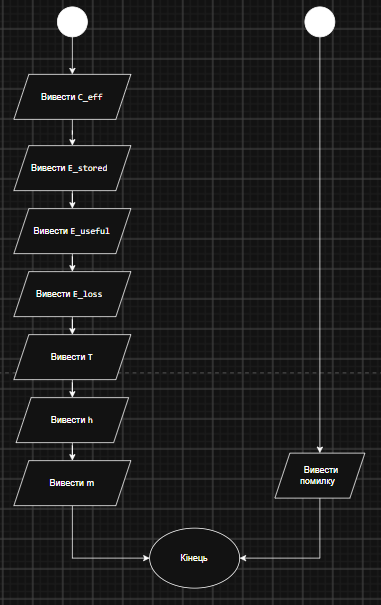 Вивести C_eff
Вивести E_stored
Вивести E_useful
Вивести E_loss
Вивести T
Вивести h
Вивести m
Вивести
помилку
Кінець